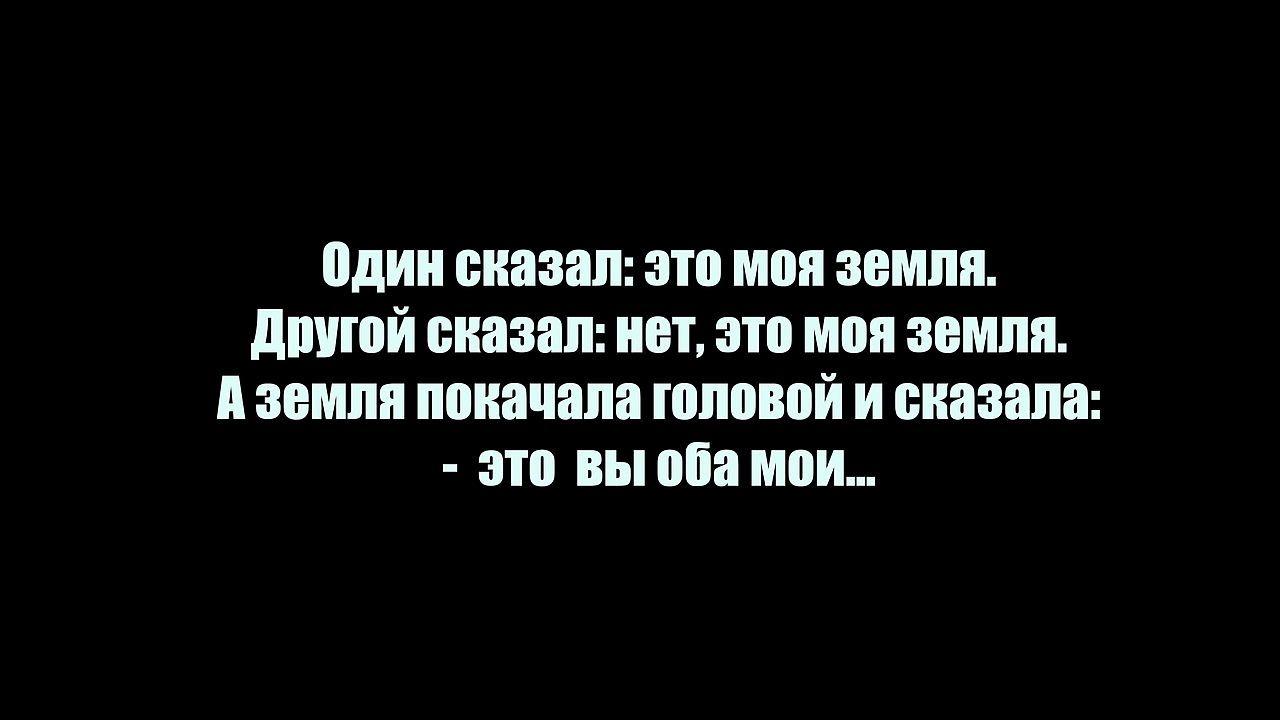 Один сказал: это моя земля.
Другой сказал: нет, это моя земля.
А земля покачала головой и сказала:
- это вы оба мои...